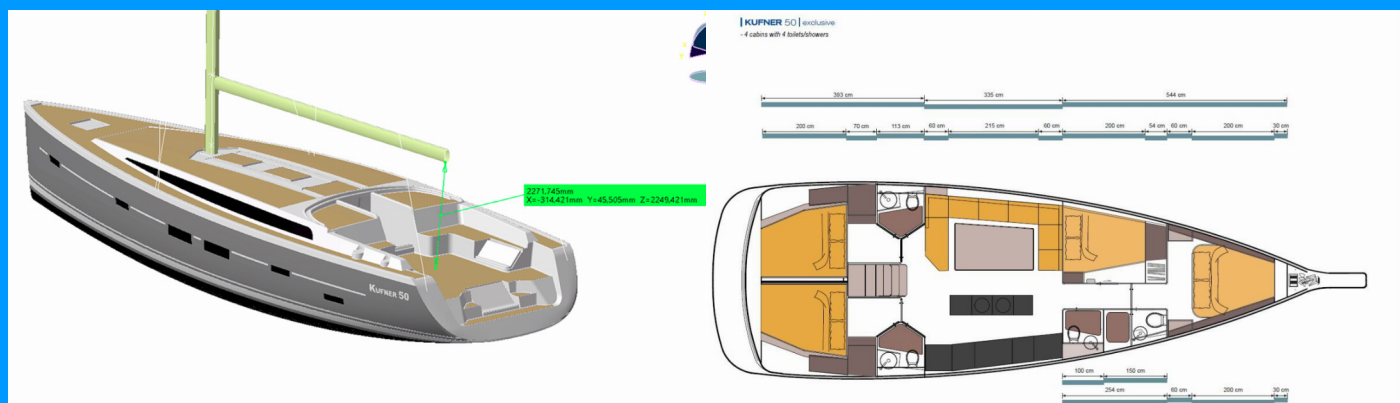 2271.745mm
X=-314.421mm Y=45.505mm Z=2249.421mm
KUFNER 50
| KUFNER 50 | exclusive
- 4 cabins with 4 toilets/showers
393 cm 335 cm 544 cm
200 cm 70 cm 113 cm 60 cm 215 cm 60 cm 200 cm 54 cm 60 cm 200 cm 30 cm
100 cm 150 cm
254 cm 60 cm 200 cm 30 cm